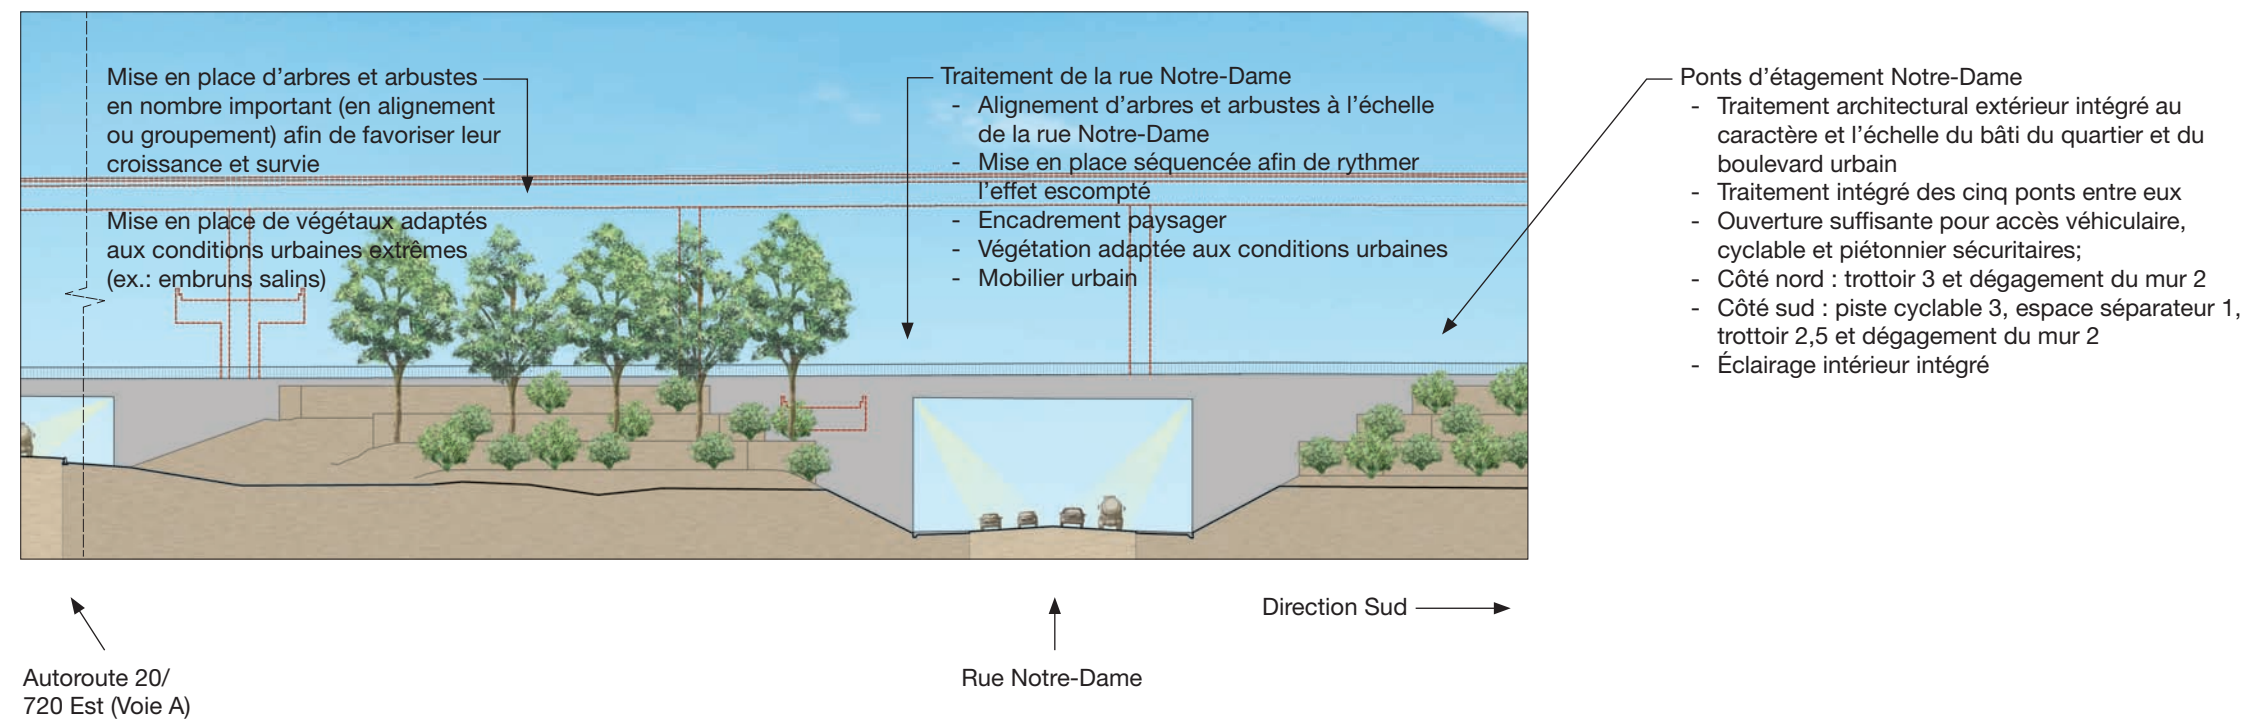 Mise en place d’arbres et arbustes
en nombre important (en alignement
ou groupement) afin de favoriser leur
croissance et survie
Mise en place de végétaux adaptés
aux conditions urbaines extrêmes
(ex.: embruns salins)
Traitement de la rue Notre-Dame
- Alignement d’arbres et arbustes à l’échelle
de la rue Notre-Dame
- Mise en place séquencée afin de rythmer
l’effet escompté
- Encadrement paysager
- Végétation adaptée aux conditions urbaines
- Mobilier urbain
Ponts d’étagement Notre-Dame
- Traitement architectural extérieur intégré au
caractère et l’échelle du bâti du quartier et du
boulevard urbain
- Traitement intégré des cinq ponts entre eux
- Ouverture suffisante pour accès véhiculaire,
cyclable et piétonnier sécuritaires;
- Côté nord : trottoir 3 et dégagement du mur 2
- Côté sud : piste cyclable 3, espace séparateur 1,
trottoir 2,5 et dégagement du mur 2
- Éclairage intérieur intégré
Direction Sud
Autoroute 20/
720 Est (Voie A)
Rue Notre-Dame